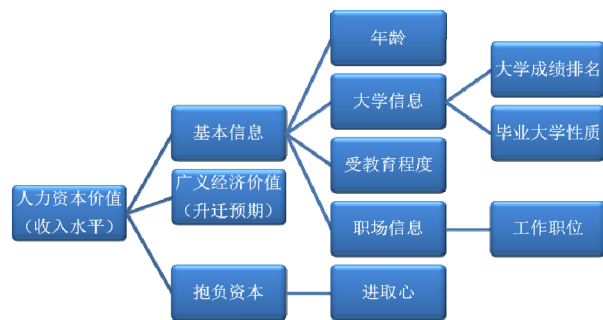 年龄
大学成绩排名
大学信息
毕业大学性质
基本信息
受教育程度
广义经济价值
（升迁预期）
人力资本价值
（收入水平）
职场信息
工作职位
抱负资本
进取心